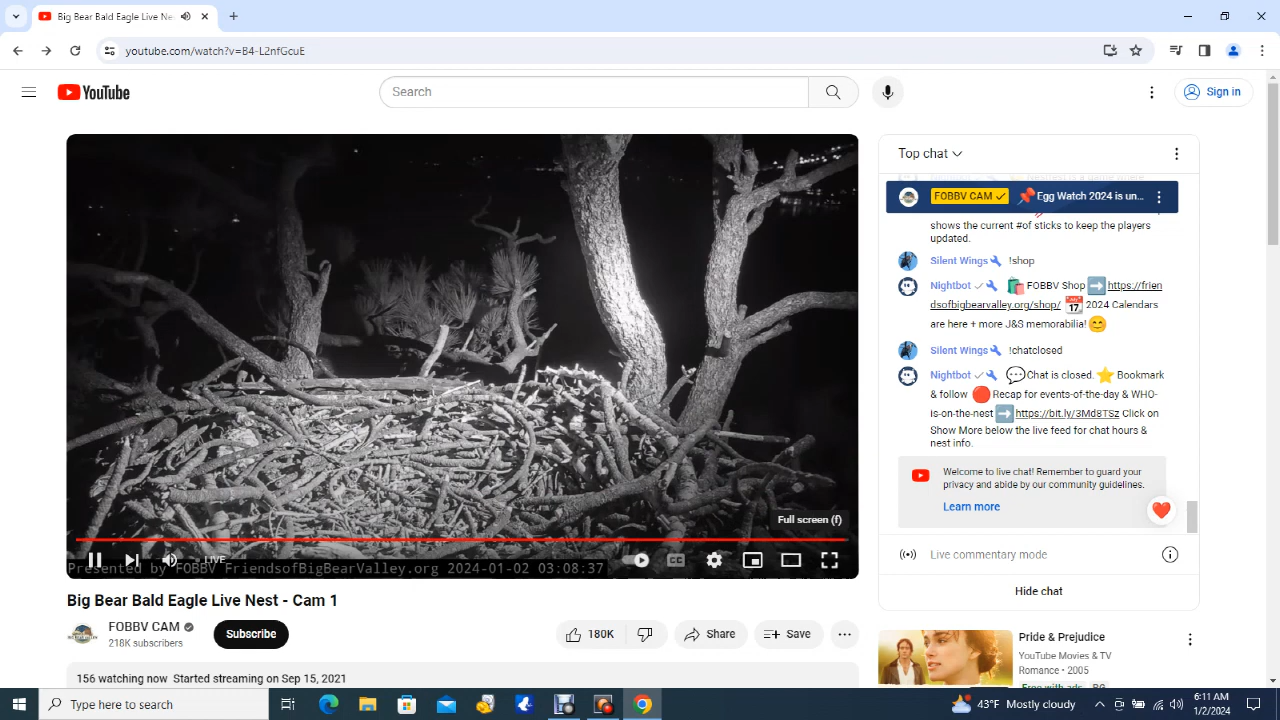 Big Bear Bald Eagle Live Ne
youtube.com/watch?v=B4-L2nfGcuE
YouTube
Search
Sign in
Top chat
FOBBV CAM
Egg Watch 2024 is un...
shows the current #of sticks to keep the players
updated.
Silent Wings !shop
Nightbot FOBBV Shop https://frien
dsofbigbearvalley.org/shop/ 2024 Calendars
are here + more J&S memorabilia!
Silent Wings !chatclosed
Nightbot Chat is closed. Bookmark
& follow Recap for events-of-the-day & WHO-
is-on-the-nest https://bit.ly/3Md8TSz Click on
Show More below the live feed for chat hours &
nest info.
Welcome to live chat! Remember to guard your
privacy and abide by our community guidelines.
Learn more
Live commentary mode
Hide chat
Full screen (f)
LIVE
CC
Presented by FOBBV FriendsofBigBearValley.org 2024-01-02 03:08:37
Big Bear Bald Eagle Live Nest - Cam 1
FOBBV CAM
218K subscribers
Subscribe
180K
Share
Save
156 watching now Started streaming on Sep 15, 2021
Pride & Prejudice
YouTube Movies & TV
Romance • 2005
Free with ads PG
Type here to search
43°F Mostly cloudy
6:11 AM
1/2/2024